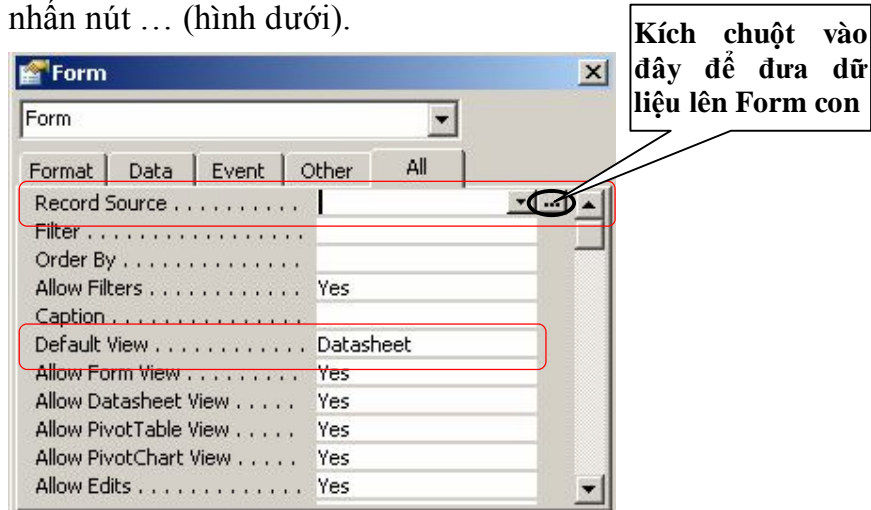 nhấn nút … (hình dưới).
Kích chuột vào
đây để đưa dữ
liệu lên Form con
Form
Form
Format Data Event Other All
Record Source . . . . . . . . . . ...
Filter . . . . . . . . . . . . . . . . .
Order By . . . . . . . . . . . . . .
Allow Filters . . . . . . . . . . . . Yes
Caption . . . . . . . . . . . . . . .
Default View . . . . . . . . . . . . Datasheet
Allow Form View . . . . . . . . . Yes
Allow Datasheet View . . . . . Yes
Allow PivotTable View . . . . . Yes
Allow PivotChart View . . . . . Yes
Allow Edits . . . . . . . . . . . . . Yes